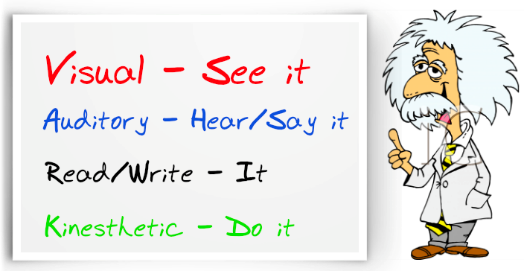 Visual - See it
Auditory - Hear/Say it
Read/Write - It
Kinesthetic - Do it